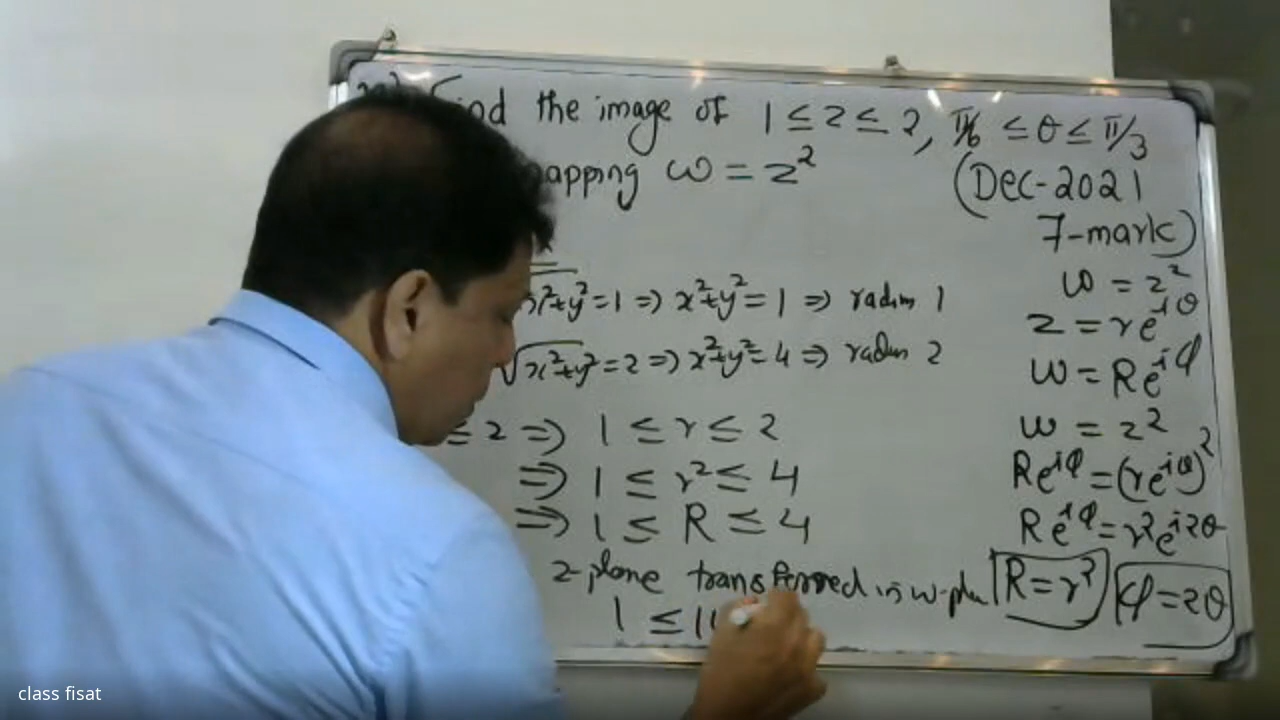 the image of 1 ≤ z ≤ 2, π/6 ≤ θ ≤ π/3
apping ω = z²
(Dec-2021
7-mark)
x²+y² = 1 ⇒ x²+y² = 1 ⇒ radius 1
√x²+y² = 2 ⇒ x²+y² = 4 ⇒ radius 2
≤ 2 ⇒ 1 ≤ r ≤ 2
⇒ 1 ≤ r² ≤ 4
⇒ 1 ≤ R ≤ 4
z-plane transferred in w-plane
1 ≤ |
ω = z²
z = re^iθ
ω = Re^iφ
ω = z²
Re^iφ = (re^iθ)²
Re^iφ = r²e^i2θ
R = r² φ = 2θ
class fisat